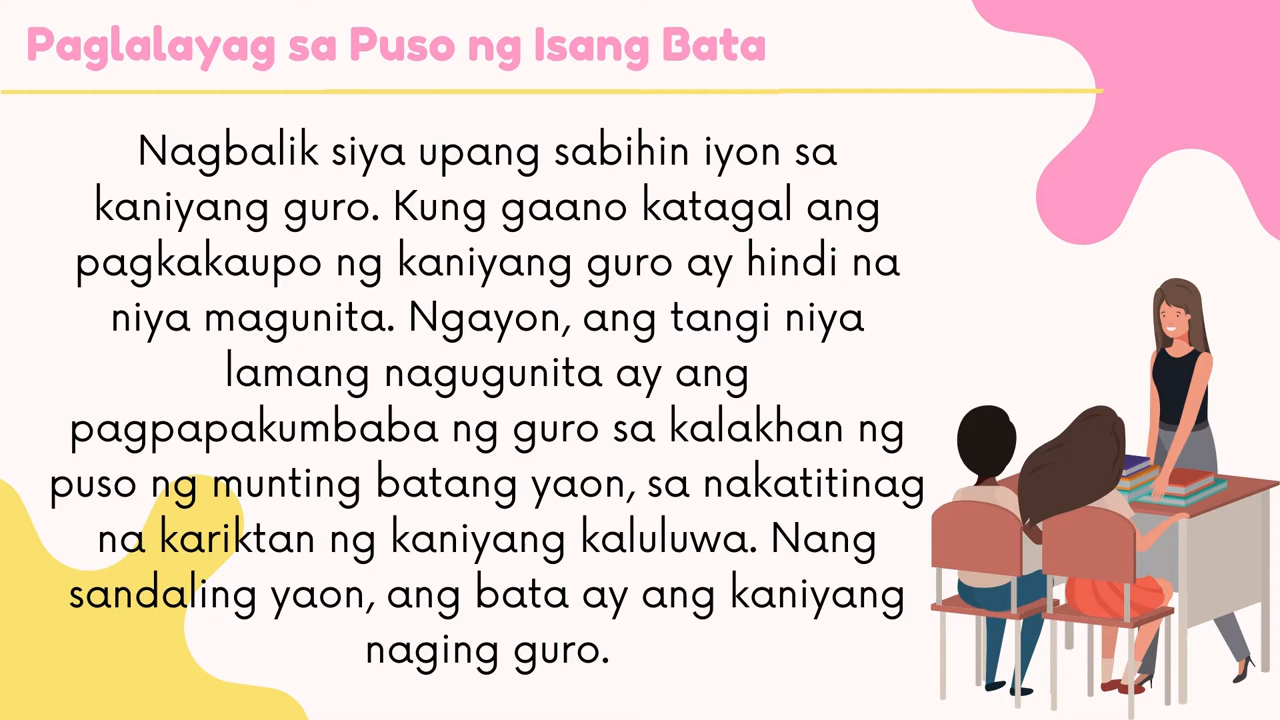 Paglalayag sa Puso ng Isang Bata
Nagbalik siya upang sabihin iyon sa
kaniyang guro. Kung gaano katagal ang
pagkakaupo ng kaniyang guro ay hindi na
niya magunita. Ngayon, ang tangi niya
lamang nagugunita ay ang
pagpapakumbaba ng guro sa kalakhan ng
puso ng munting batang yaon, sa nakatitinag
na kariktan ng kaniyang kaluluwa. Nang
sandaling yaon, ang bata ay ang kaniyang
naging guro.